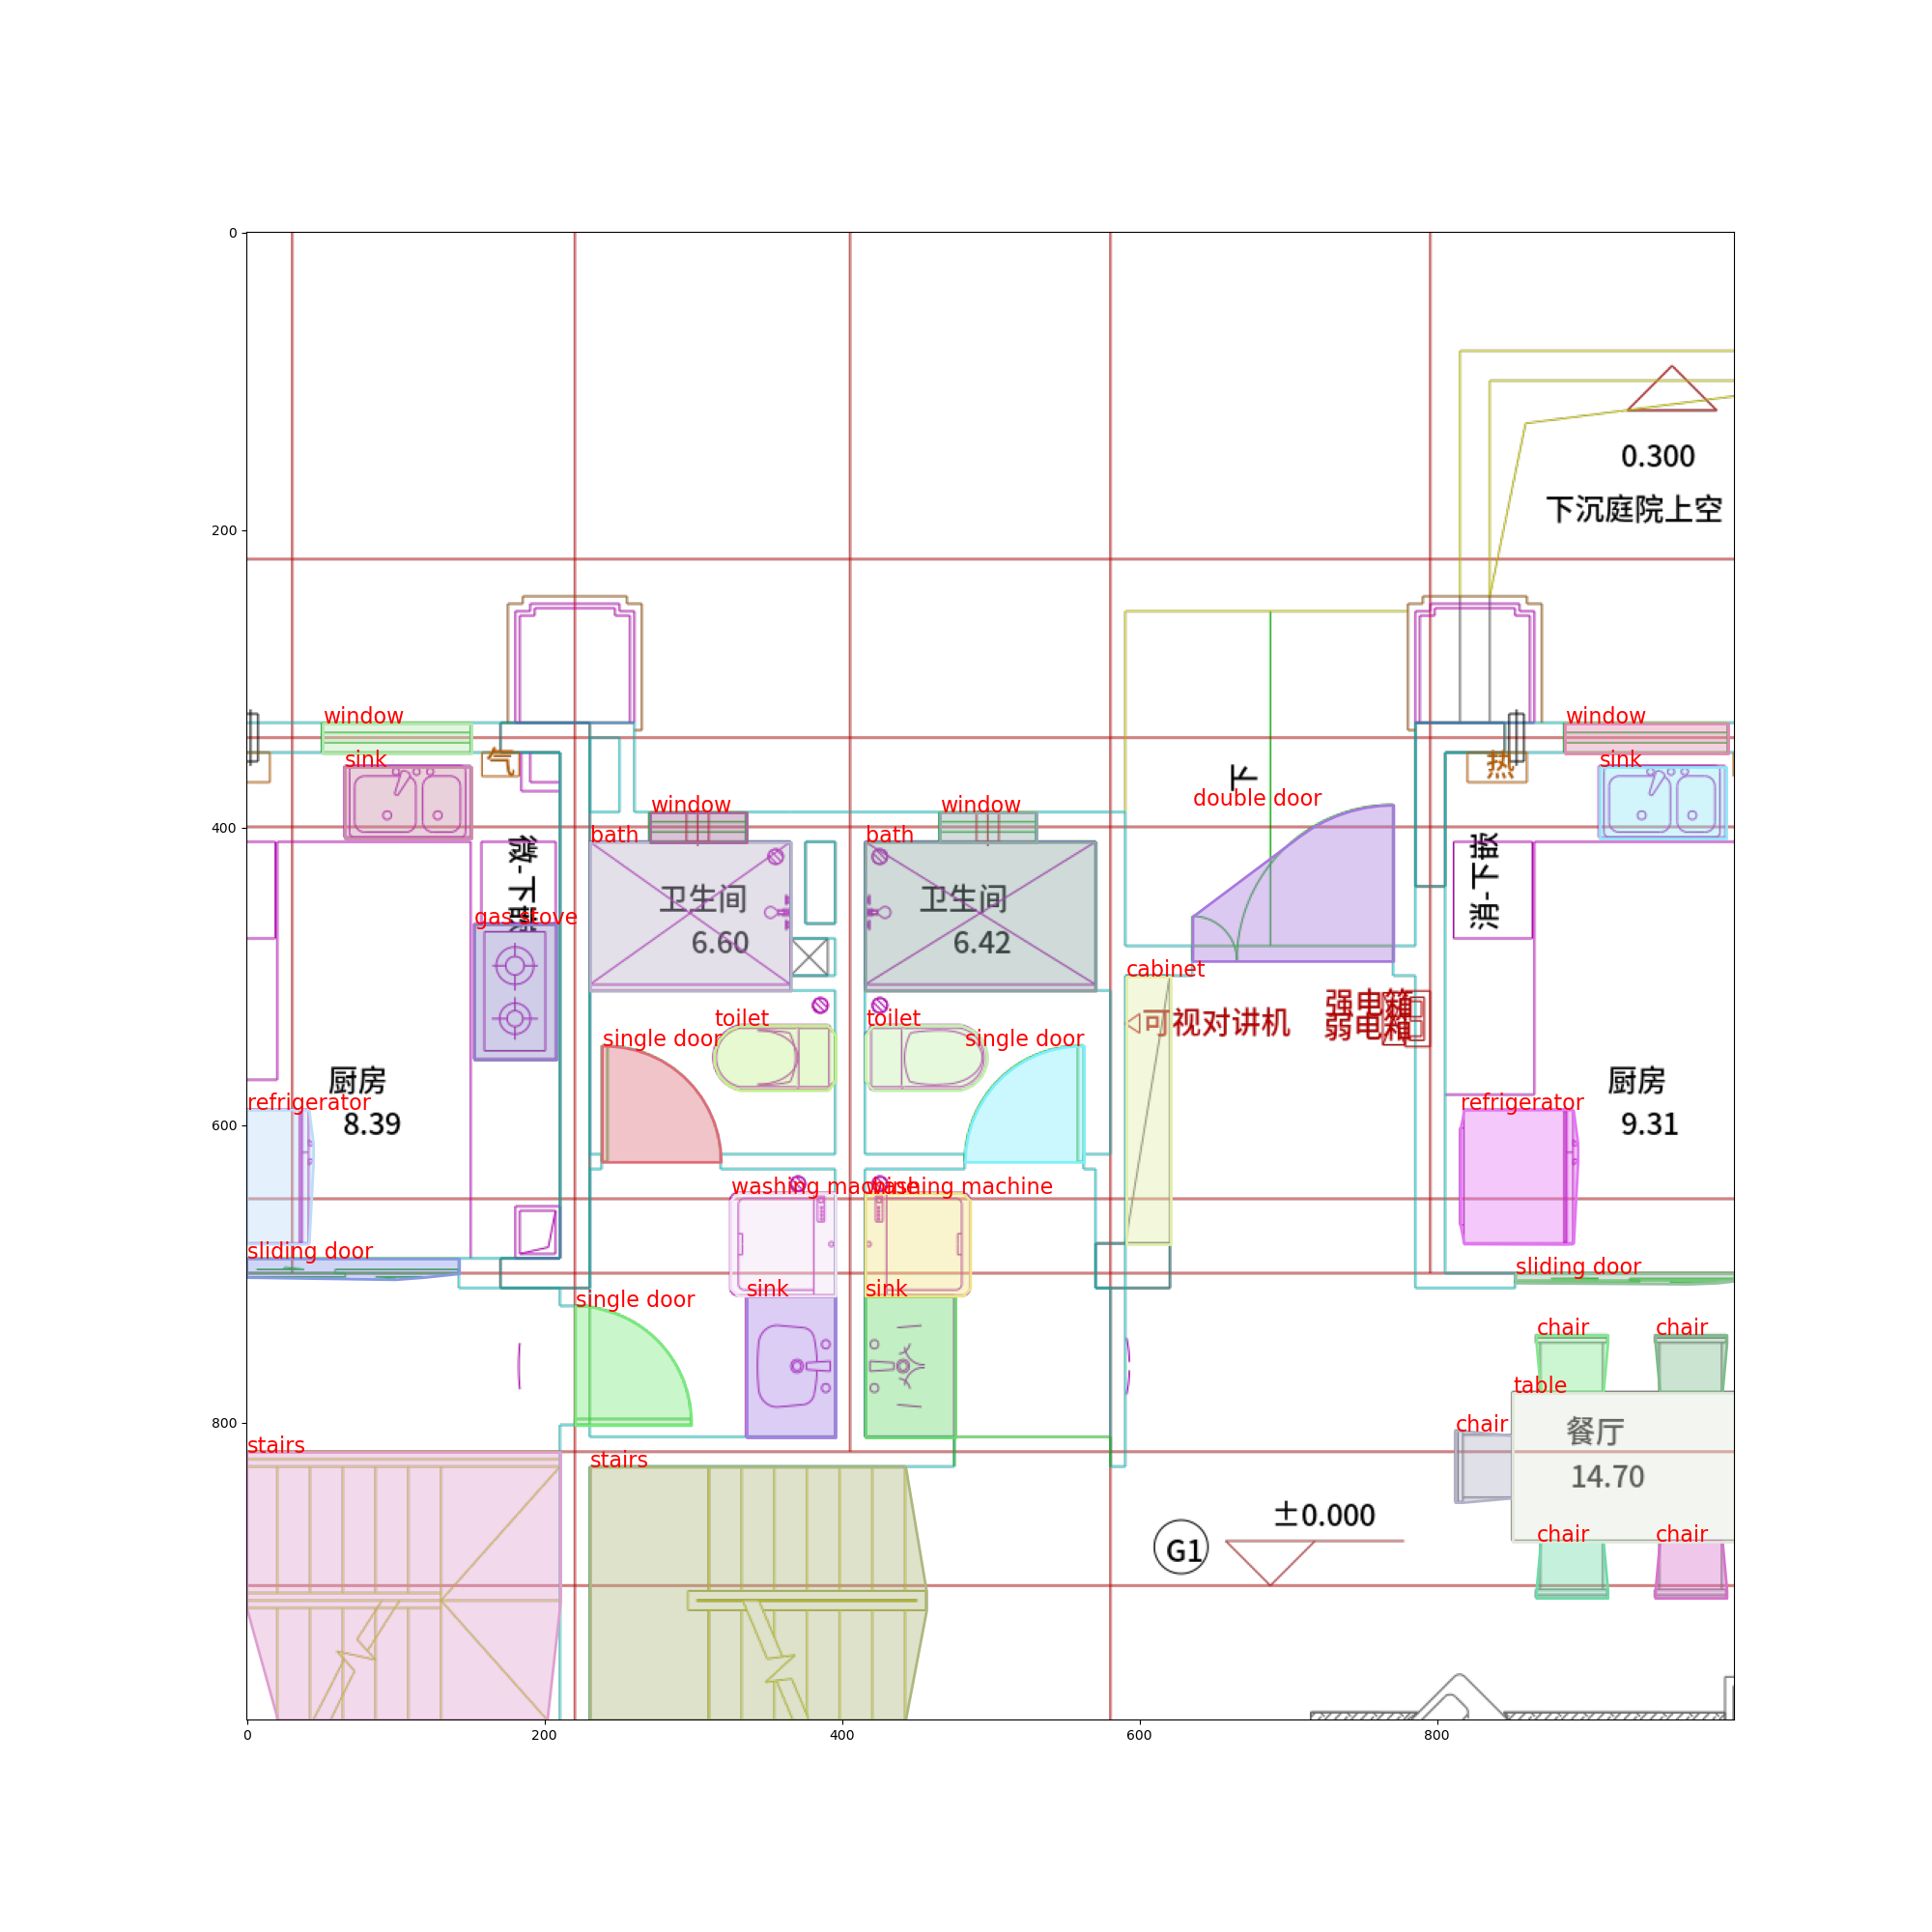 0
200
400
600
800
0
200
400
600
800
0.300
下沉庭院上空
window
window
sink
气
热
sink
上
double door
window
window
bath
bath
卫生间
6.60
卫生间
6.42
消-下嵌
gas stove
cabinet
可视对讲机
强电箱
弱电箱
toilet
toilet
single door
single door
厨房
8.39
厨房
9.31
refrigerator
refrigerator
washing machine
washing machine
sliding door
sliding door
sink
sink
single door
chair
chair
table
chair
餐厅
14.70
stairs
stairs
±0.000
G1
chair
chair